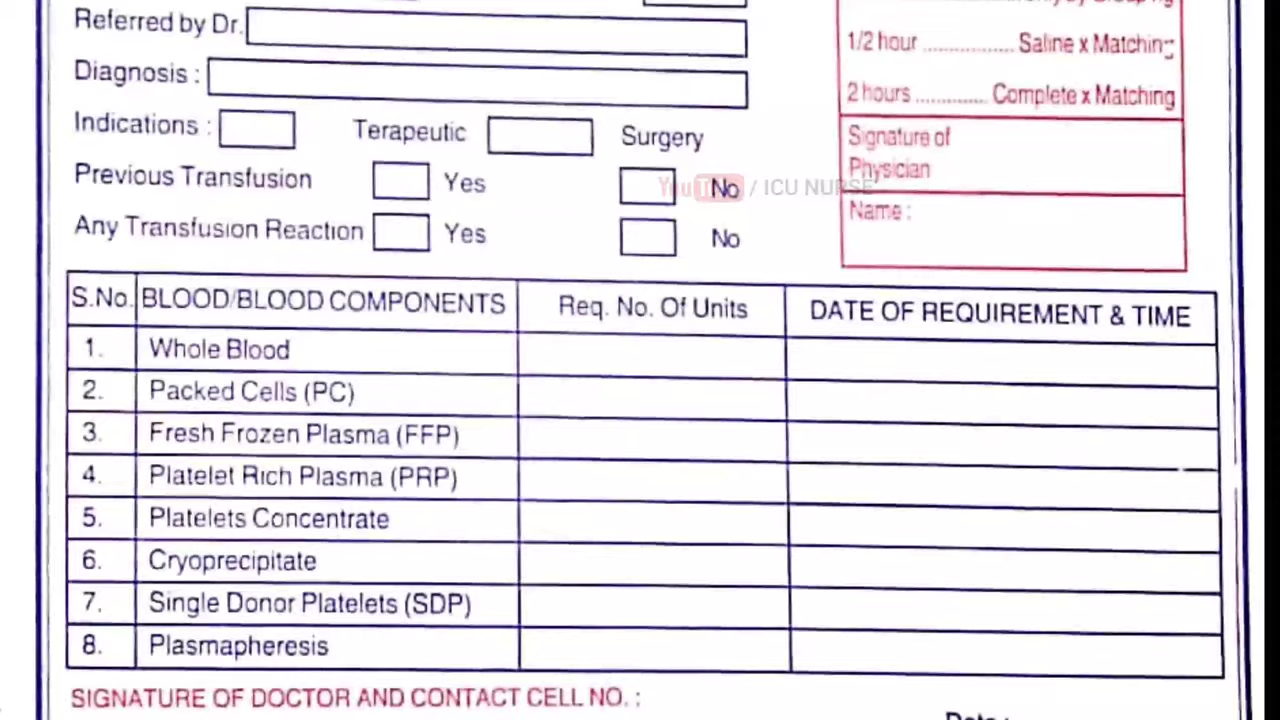 Referred by Dr.
Diagnosis :
Indications : Terapeutic Surgery
Previous Transfusion Yes No
Any Transfusion Reaction Yes No
1/2 hour ................. Saline x Matching
2 hours ............. Complete x Matching
Signature of
Physician
Name :
YouTube / ICU NURSE
S.No. BLOOD/BLOOD COMPONENTS Req. No. Of Units DATE OF REQUIREMENT & TIME
1. Whole Blood
2. Packed Cells (PC)
3. Fresh Frozen Plasma (FFP)
4. Platelet Rich Plasma (PRP)
5. Platelets Concentrate
6. Cryoprecipitate
7. Single Donor Platelets (SDP)
8. Plasmapheresis
SIGNATURE OF DOCTOR AND CONTACT CELL NO. :